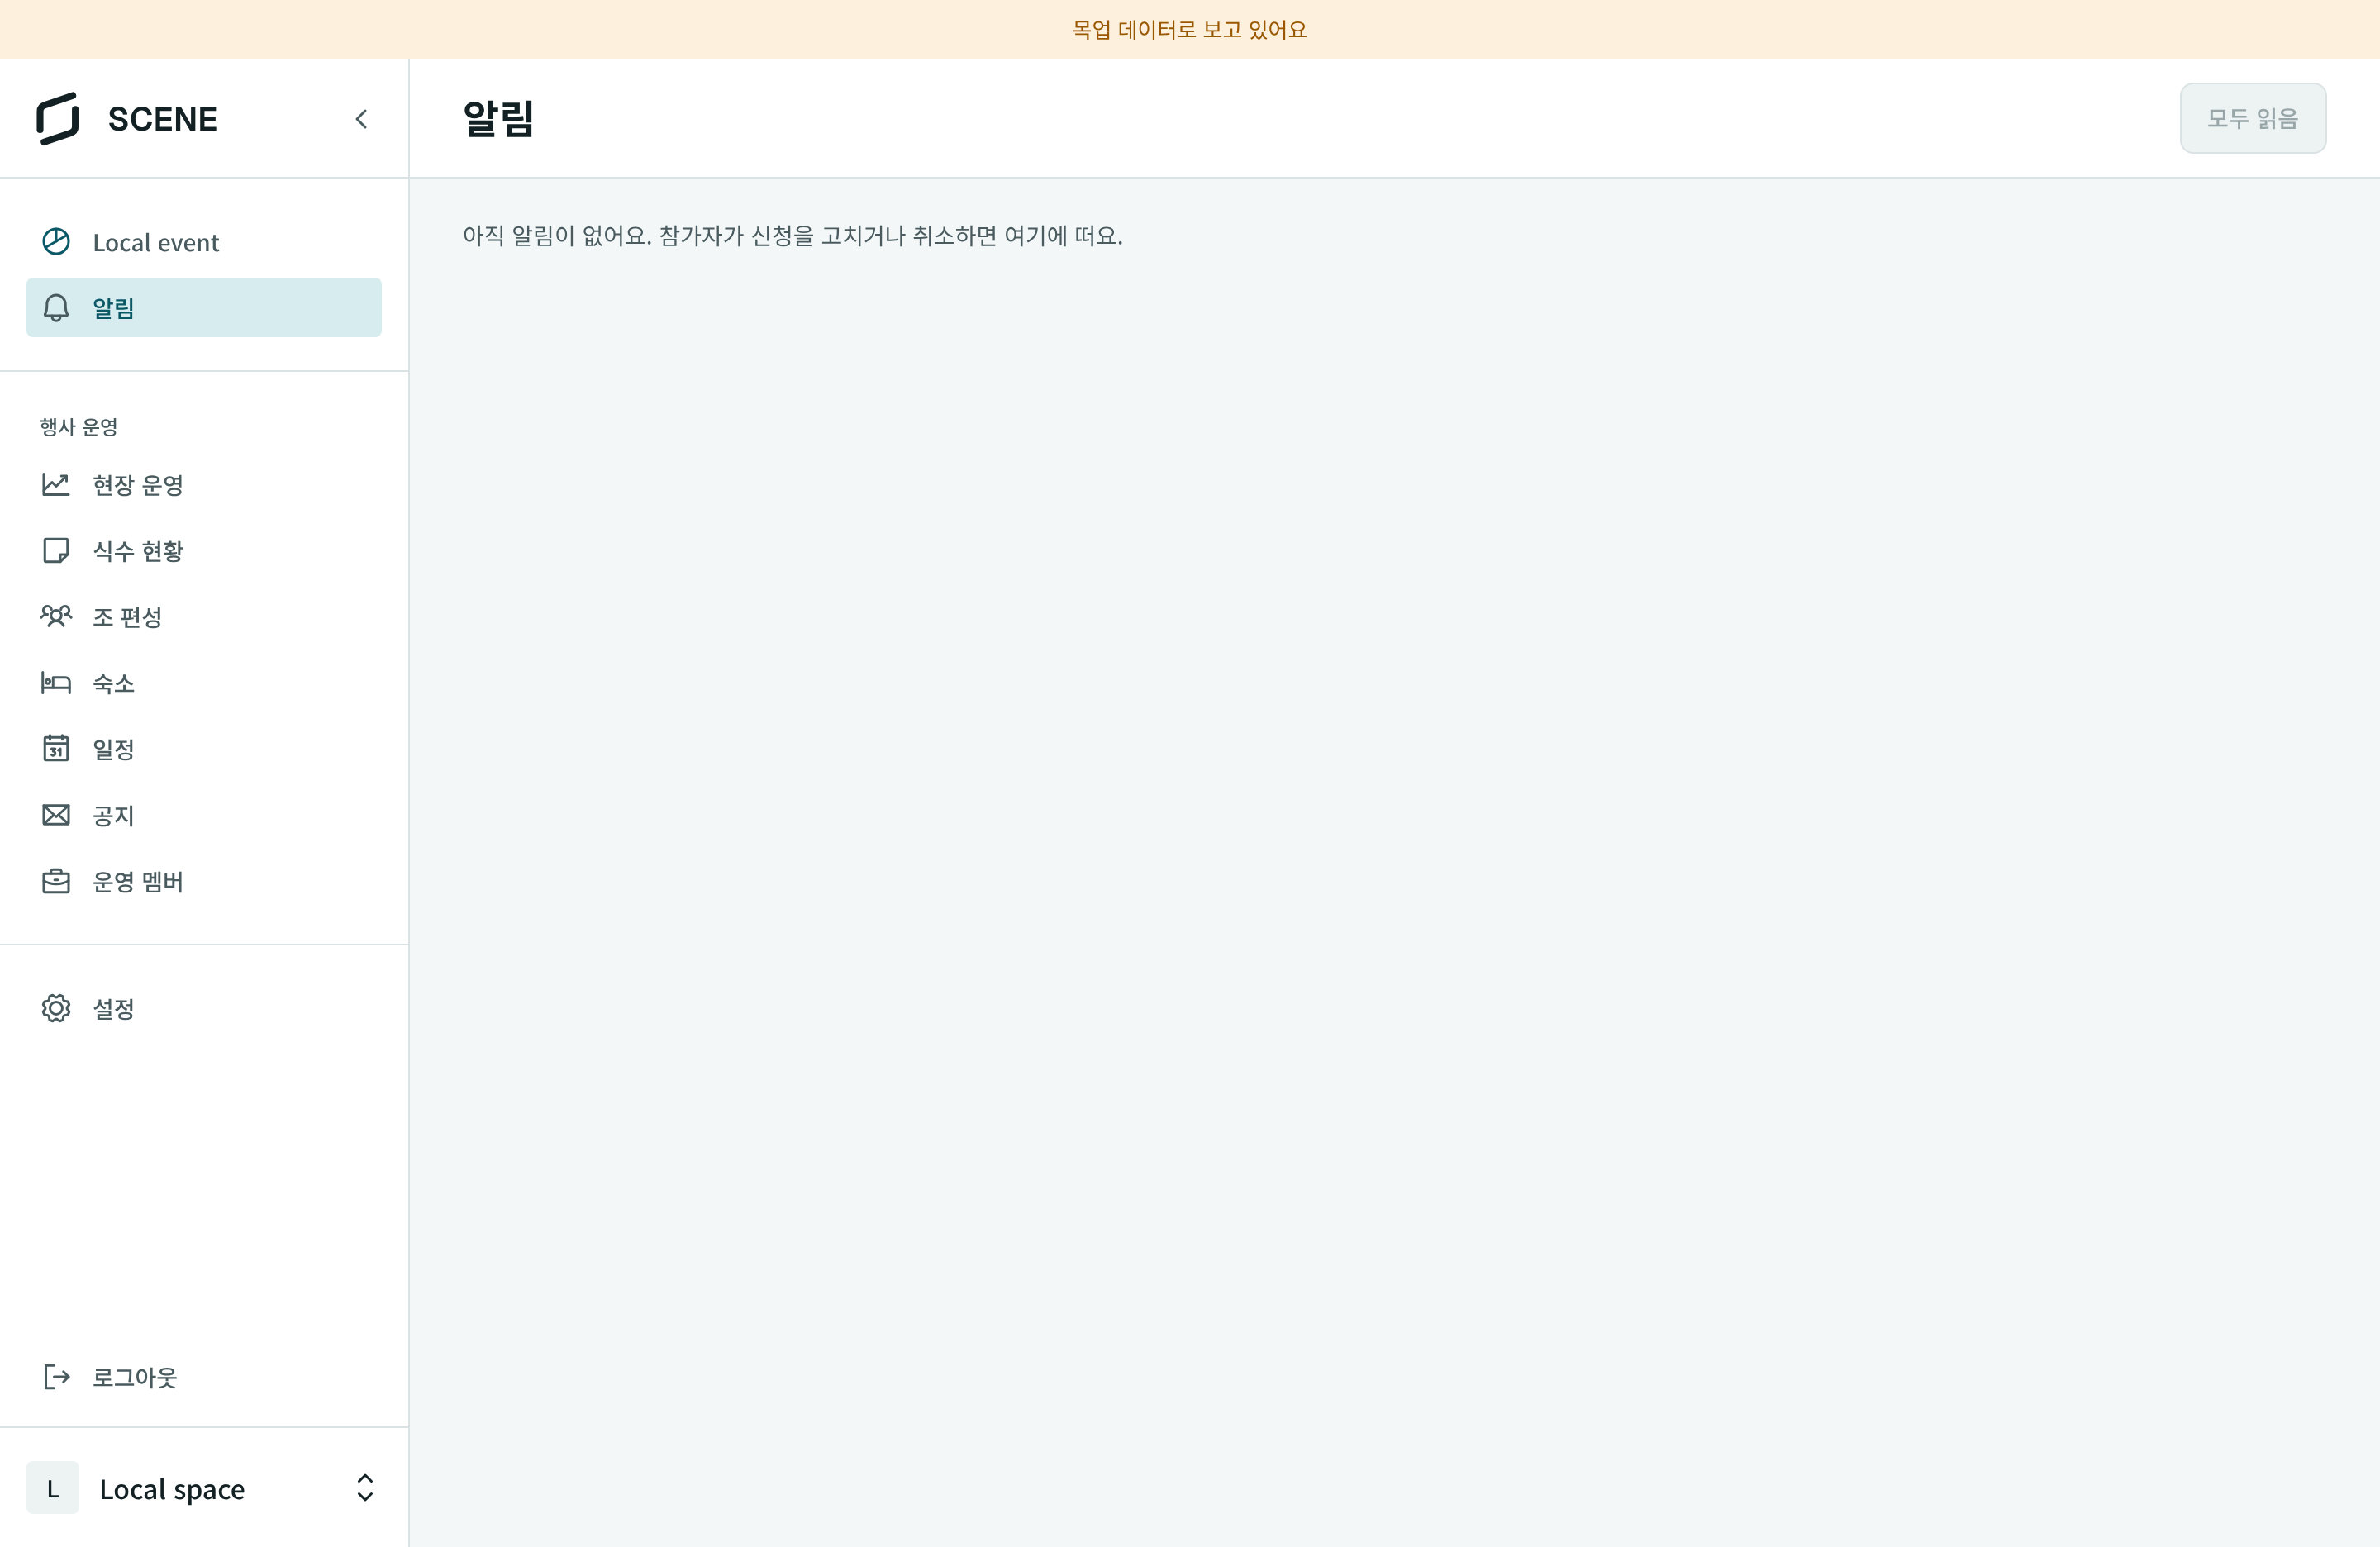 목업 데이터로 보고 있어요
SCENE
알림
모두 읽음
Local event
알림
아직 알림이 없어요. 참가자가 신청을 고치거나 취소하면 여기에 떠요.
행사 운영
현장 운영
식수 현황
조 편성
숙소
31
일정
공지
운영 멤버
설정
로그아웃
L
Local space